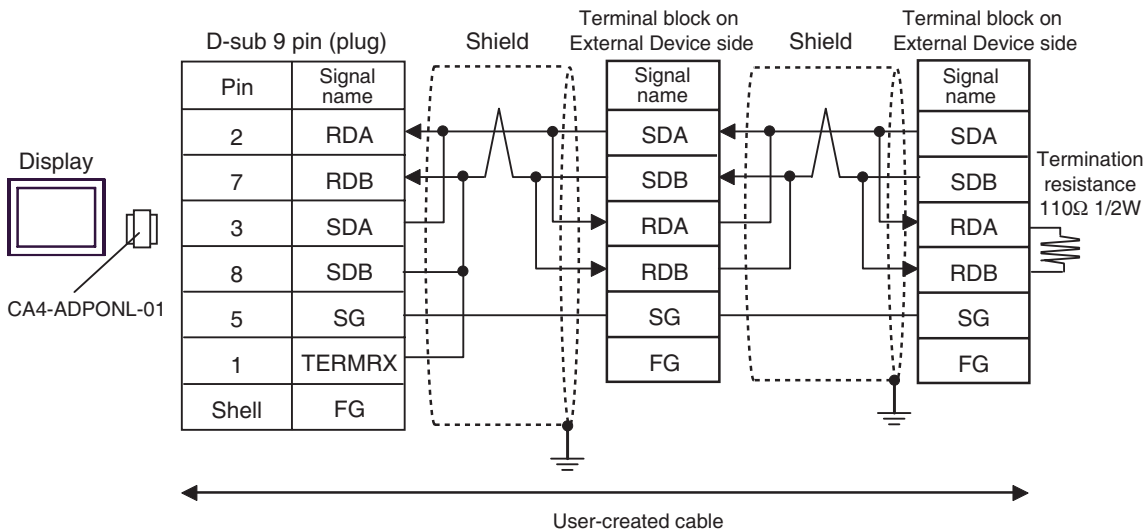 Terminal block on
External Device side
Terminal block on
External Device side
D-sub 9 pin (plug)
Shield
Shield
Pin
Signal
name
2
RDA
7
RDB
3
SDA
8
SDB
5
SG
1
TERMRX
Shell
FG
Signal
name
SDA
SDB
RDA
RDB
SG
FG
Signal
name
SDA
SDB
RDA
RDB
SG
FG
Display
CA4-ADPONL-01
Termination
resistance
110Ω 1/2W
User-created cable